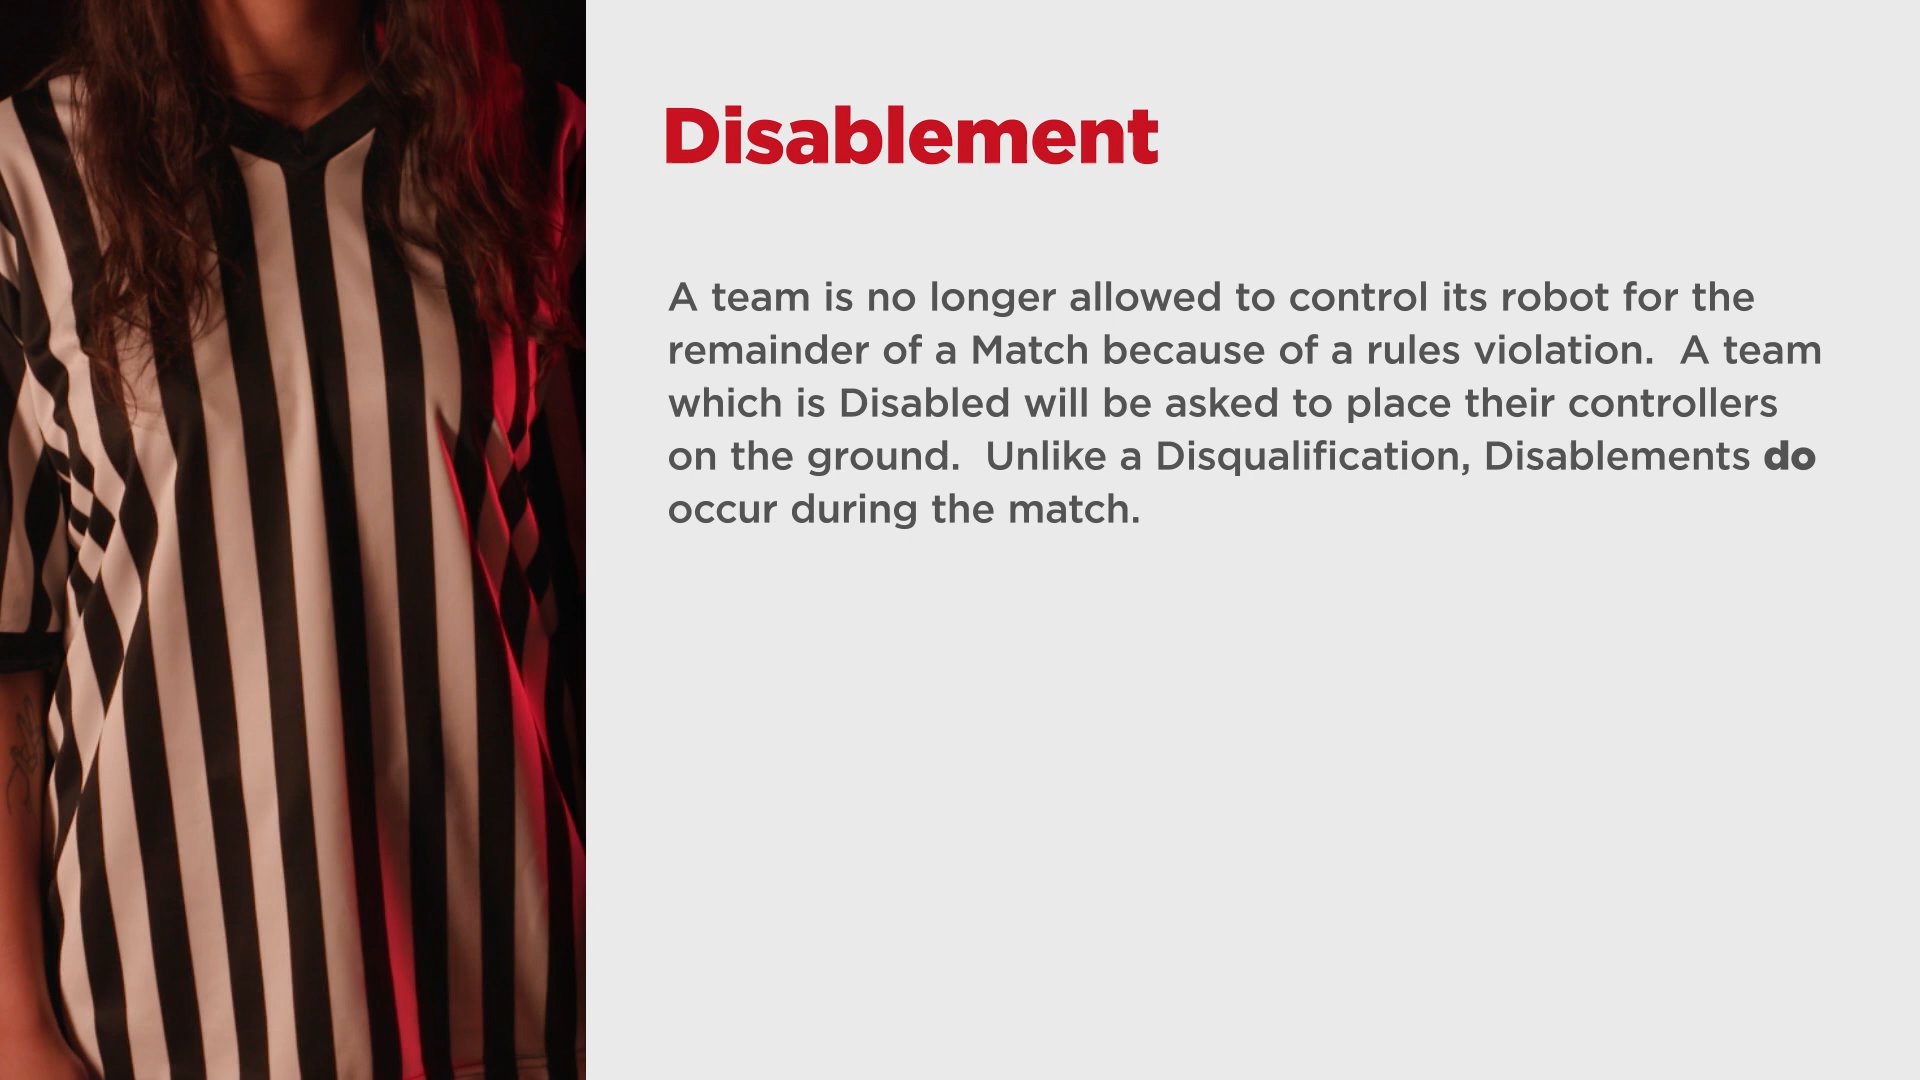 Disablement
A team is no longer allowed to control its robot for the
remainder of a Match because of a rules violation.  A team
which is Disabled will be asked to place their controllers
on the ground.  Unlike a Disqualification, Disablements do
occur during the match.